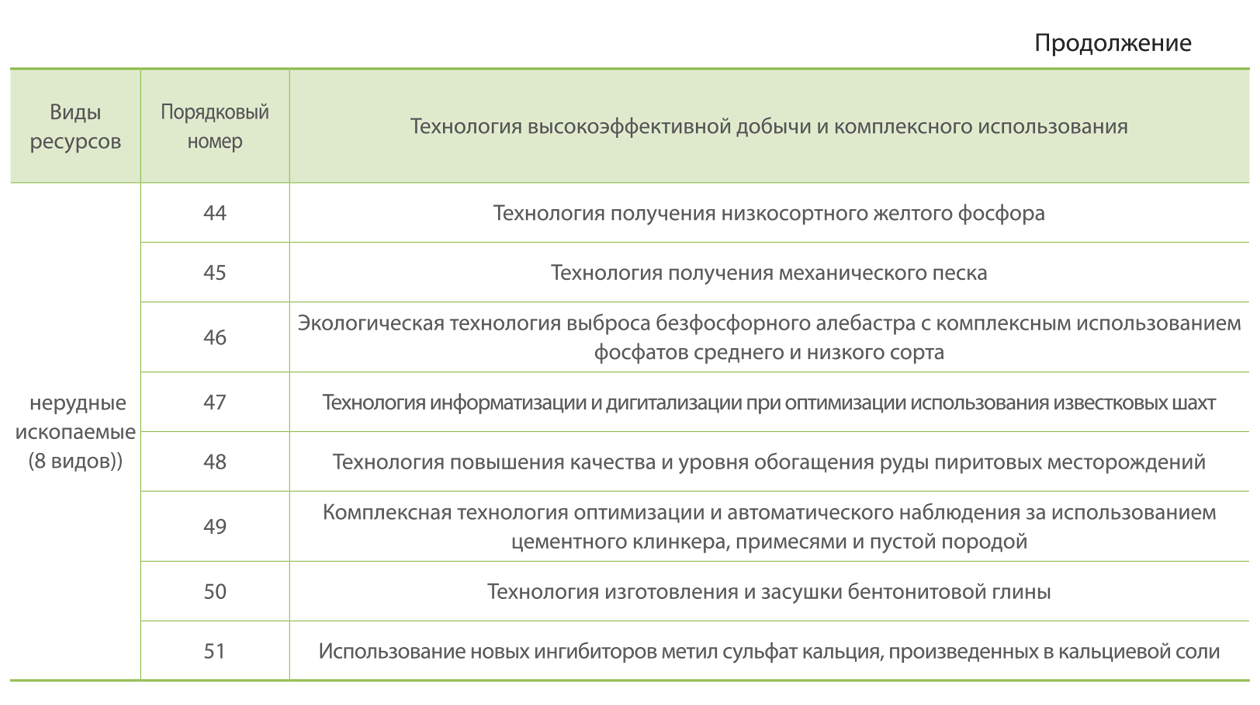 Продолжение
Виды
ресурсов
Порядковый
номер
Технология высокоэффективной добычи и комплексного использования
нерудные
ископаемые
(8 видов))
44
Технология получения низкосортного желтого фосфора
45
Технология получения механического песка
46
Экологическая технология выброса безфосфорного алебастра с комплексным использованием
фосфатов среднего и низкого сорта
47
Технология информатизации и дигитализации при оптимизации использования известковых шахт
48
Технология повышения качества и уровня обогащения руды пиритовых месторождений
49
Комплексная технология оптимизации и автоматического наблюдения за использованием
цементного клинкера, примесями и пустой породой
50
Технология изготовления и засушки бентонитовой глины
51
Использование новых ингибиторов метил сульфат кальция, произведенных в кальциевой соли